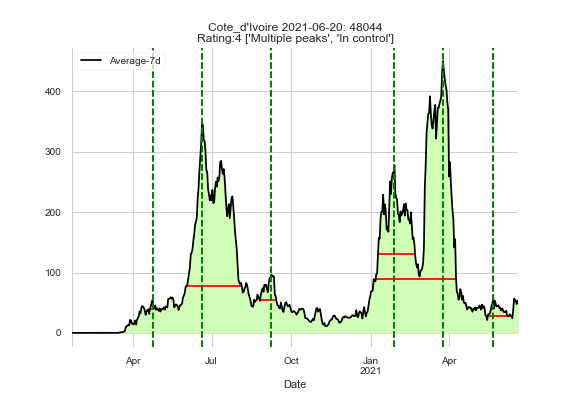 Cote_d'Ivoire 2021-06-20: 48044
Rating:4 ['Multiple peaks', 'In control']
Average-7d
400
300
200
100
0
Apr
Jul
Oct
Jan
2021
Apr
Date